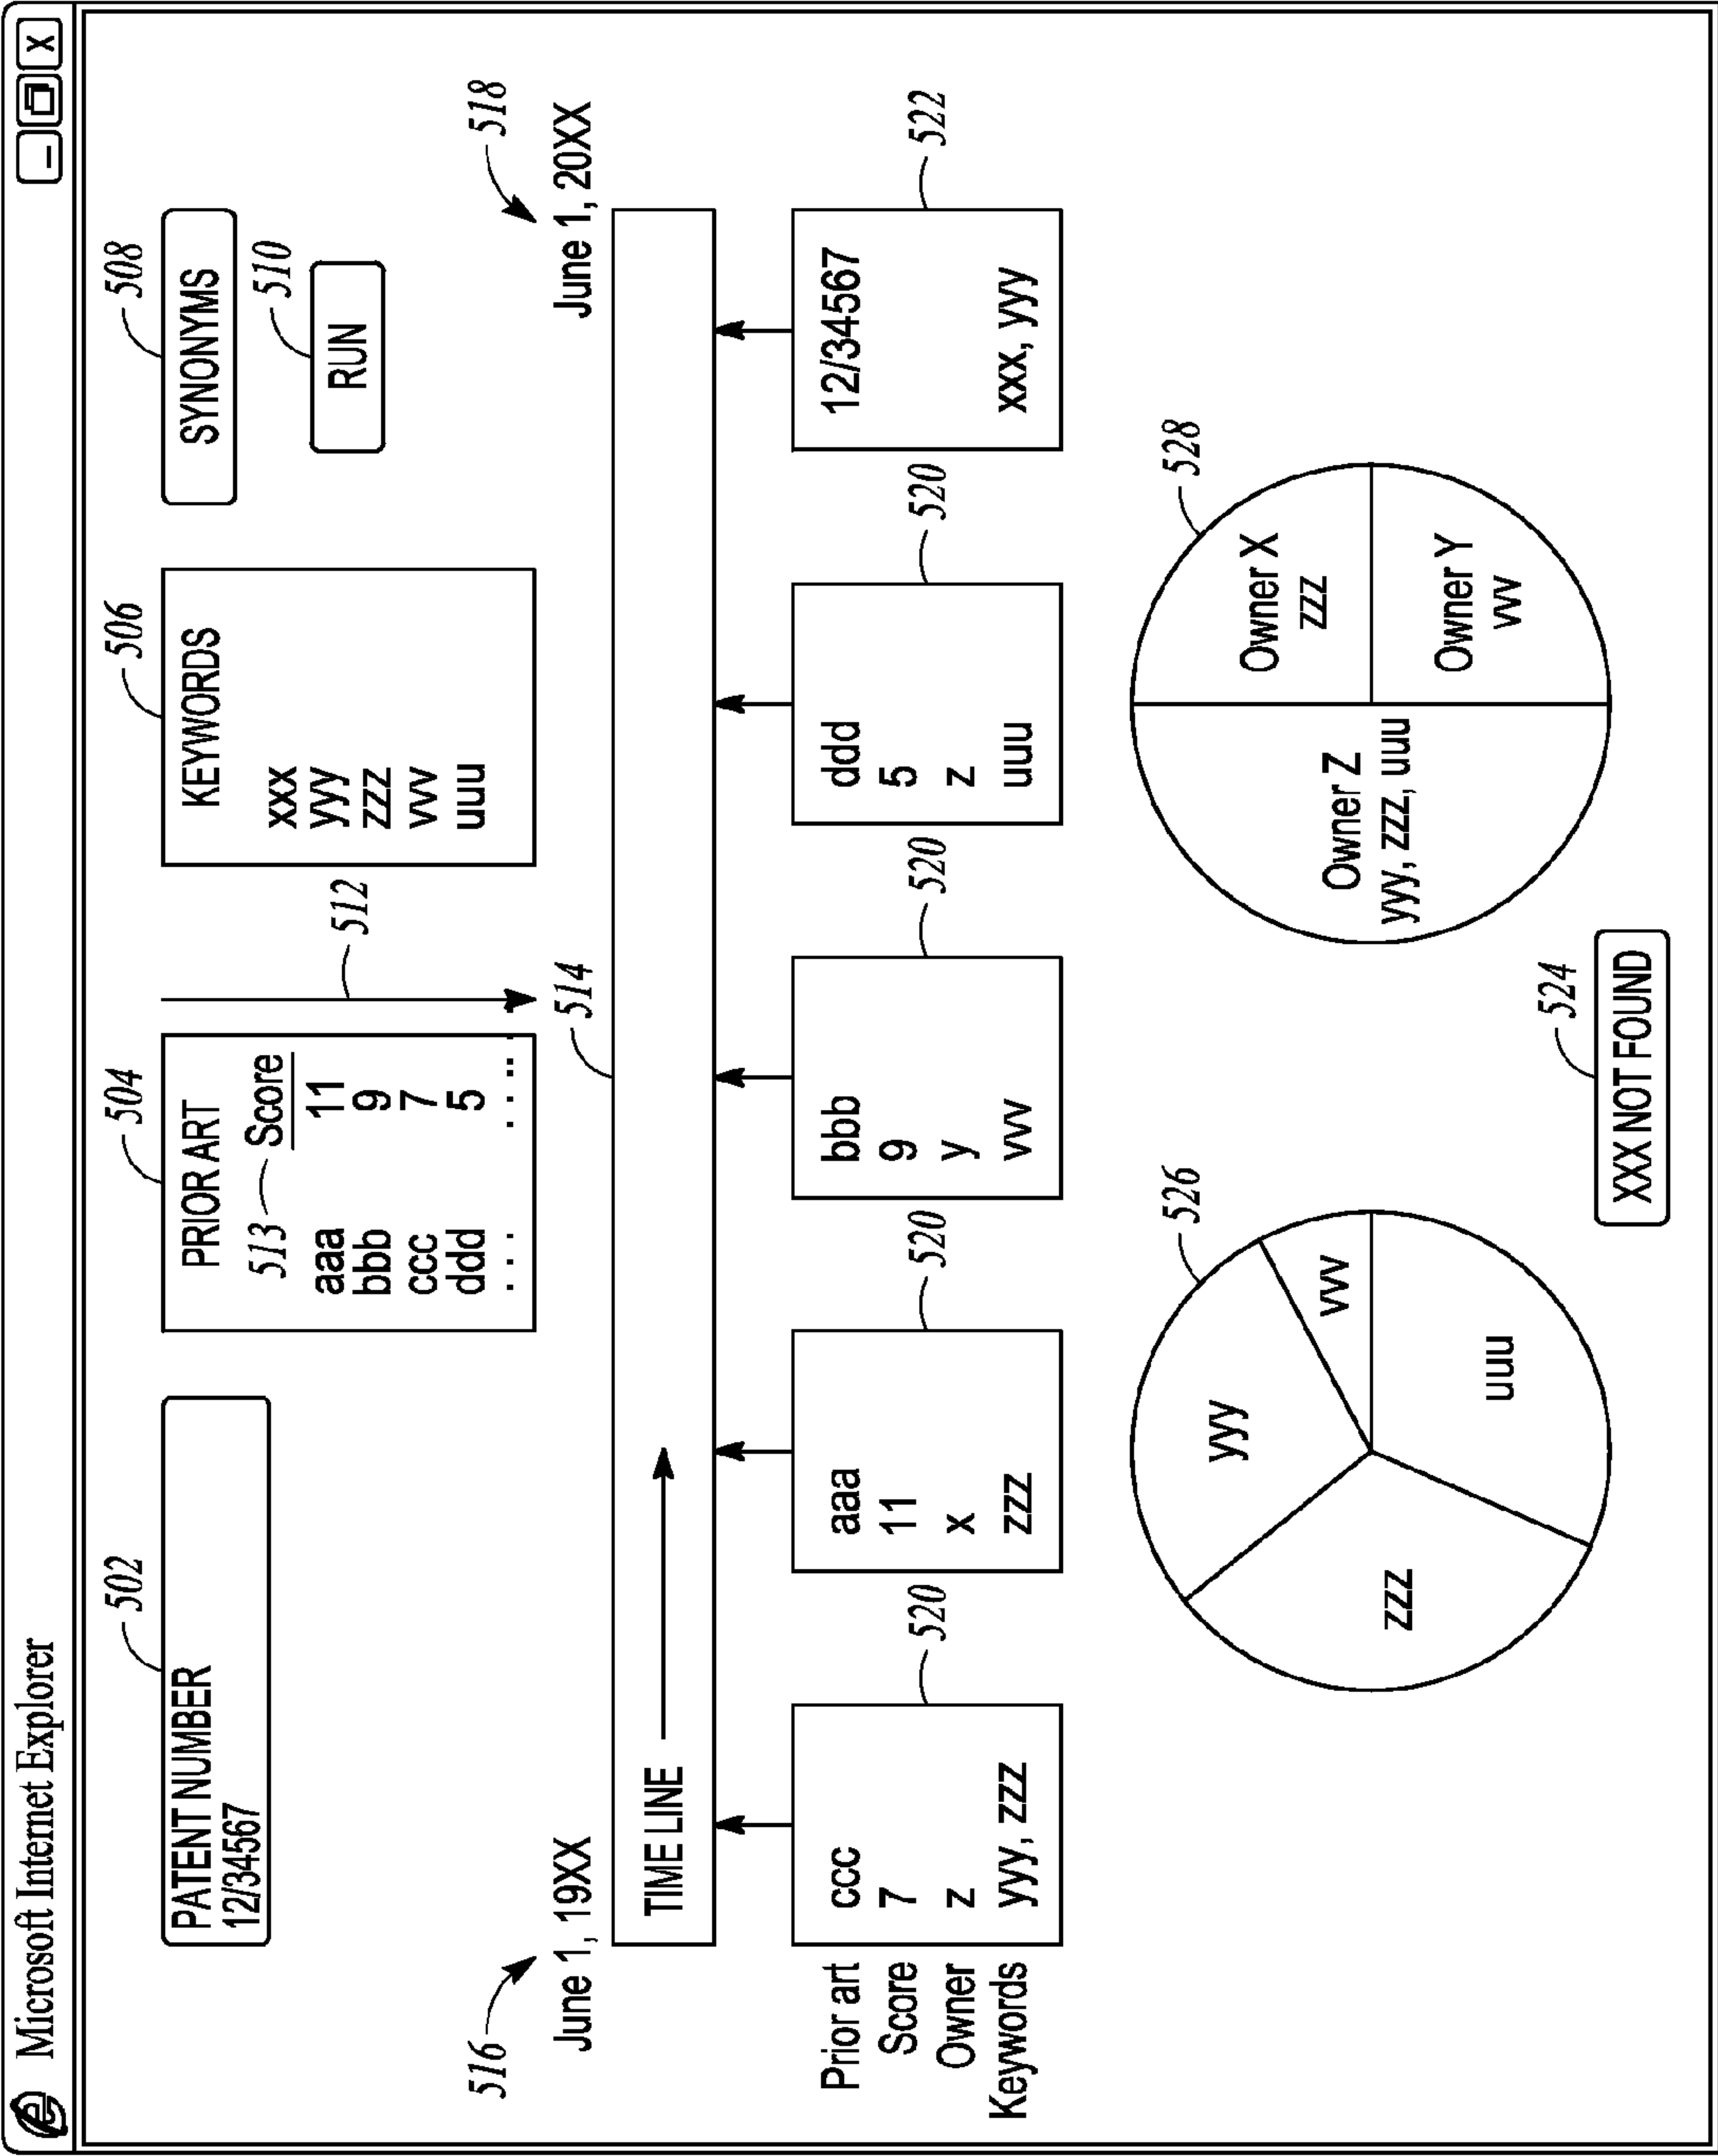 Microsoft Internet Explorer
_ X
502
504
506
508
PATENT NUMBER
12/34567
PRIOR ART
513 Score
aaa 11
bbb 9
ccc 7
ddd 5
... ....
512
KEYWORDS
xxx
yyy
zzz
vvv
uuu
SYNONYMS
510
RUN
516
June 1, 19XX
514
518
June 1, 20XX
TIME LINE
520
520
520
520
522
Prior art ccc aaa bbb ddd 12/34567
Score 7 11 9 5
Owner z x y z
Keywords yyy, zzz zzz vvv uuu xxx, yyy
526
yyy
vvv
zzz
uuu
528
Owner Z
yyy, zzz, uuu
Owner X
zzz
Owner Y
vvv
524
XXX NOT FOUND